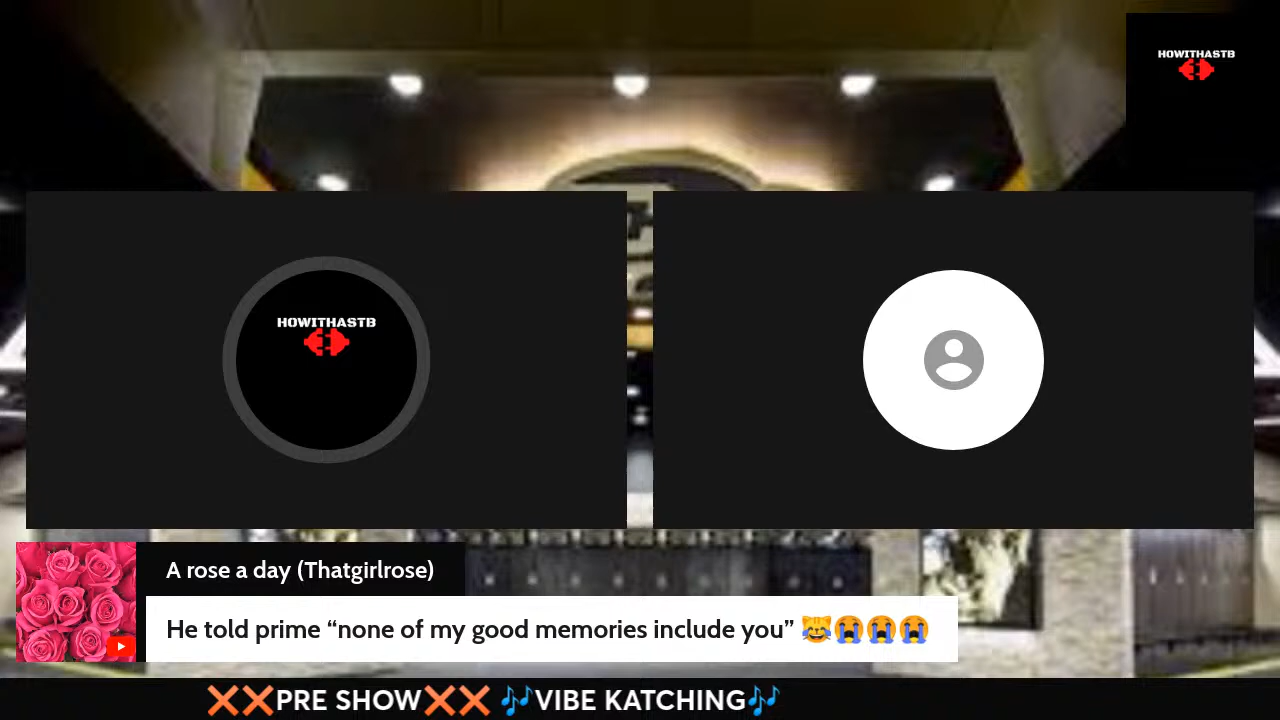 HOWITHASTB
HOWITHASTB
A rose a day (Thatgirlrose)
He told prime “none of my good memories include you” 😹😭😭😭
❌❌PRE SHOW❌❌ 🎶VIBE KATCHING🎶